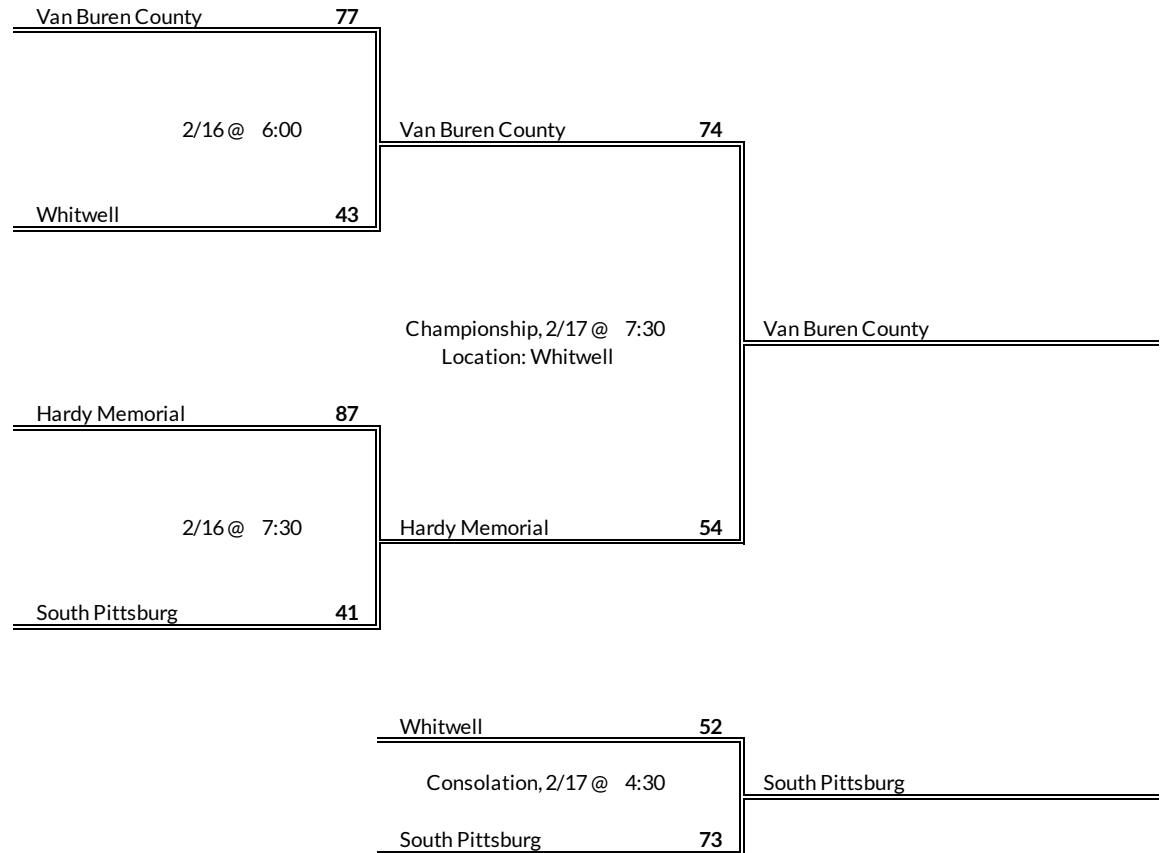 Van Buren County 77
2/16 @ 6:00
Van Buren County 74
Whitwell 43
Championship, 2/17 @ 7:30
Location: Whitwell
Van Buren County
Hardy Memorial 87
2/16 @ 7:30
Hardy Memorial 54
South Pittsburg 41
Whitwell 52
Consolation, 2/17 @ 4:30
South Pittsburg
South Pittsburg 73